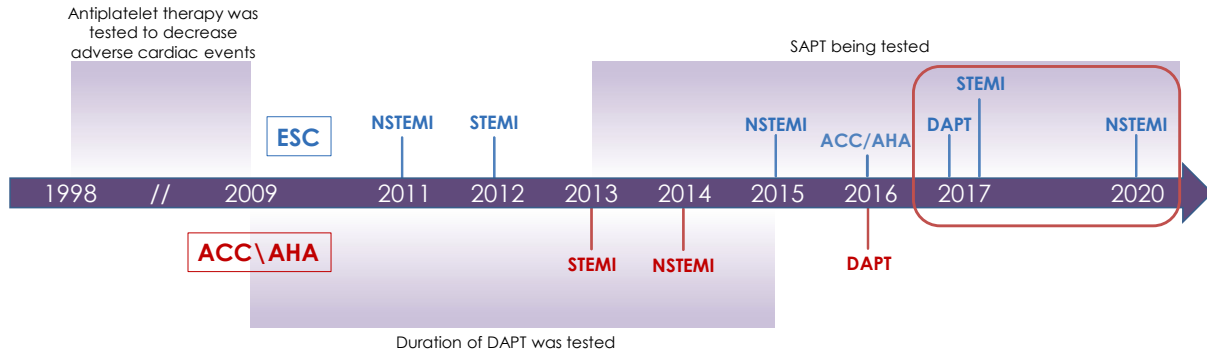 Antiplatelet therapy was
tested to decrease
adverse cardiac events
SAPT being tested
STEMI
ESC
NSTEMI
STEMI
NSTEMI
ACC/AHA
DAPT
NSTEMI
1998 // 2009 2011 2012 2013 2014 2015 2016 2017 2020
ACC\AHA
STEMI
NSTEMI
DAPT
Duration of DAPT was tested